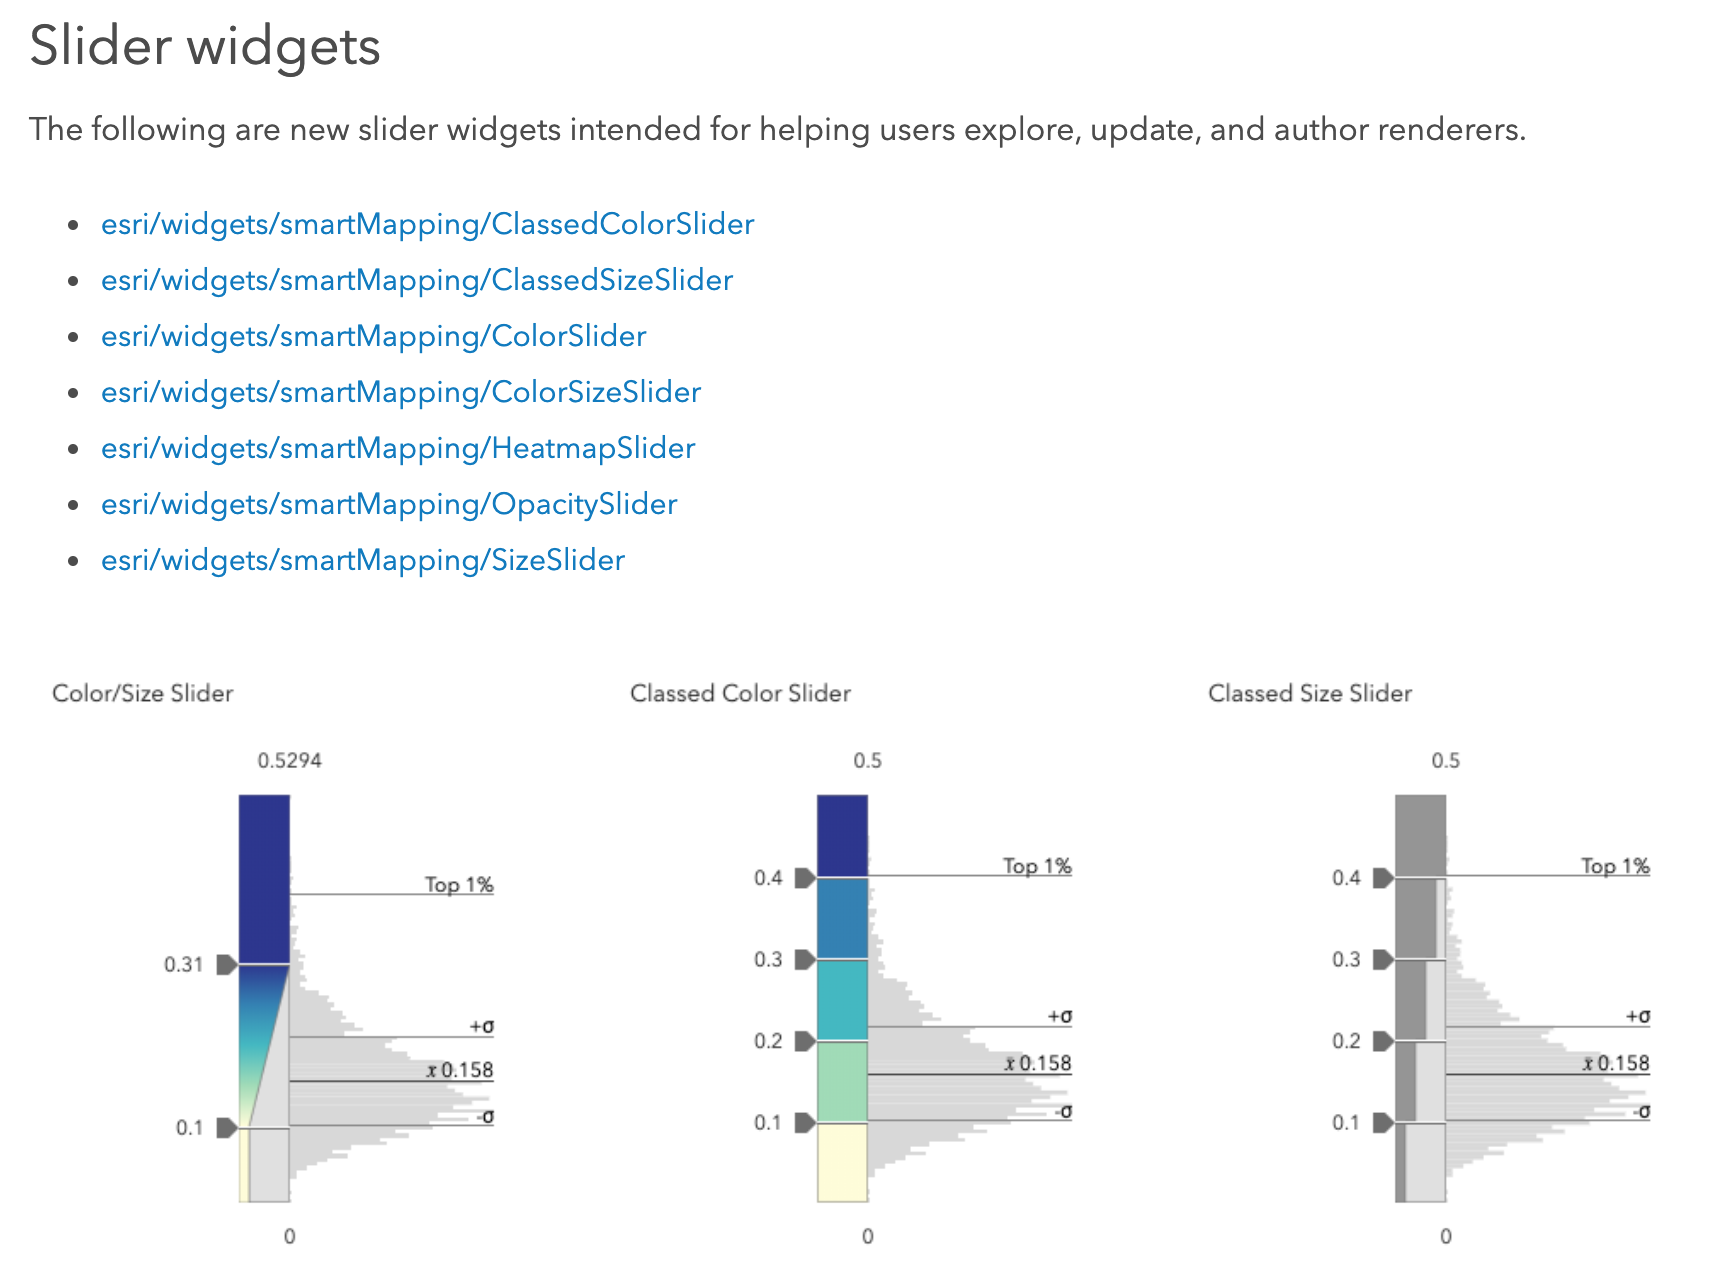 Slider widgets
The following are new slider widgets intended for helping users explore, update, and author renderers.
esri/widgets/smartMapping/ClassedColorSlider
esri/widgets/smartMapping/ClassedSizeSlider
esri/widgets/smartMapping/ColorSlider
esri/widgets/smartMapping/ColorSizeSlider
esri/widgets/smartMapping/HeatmapSlider
esri/widgets/smartMapping/OpacitySlider
esri/widgets/smartMapping/SizeSlider
Color/Size Slider
0.5294
Top 1%
0.31
+σ
x̄ 0.158
-σ
0.1
0
Classed Color Slider
0.5
Top 1%
0.4
0.3
+σ
0.2
x̄ 0.158
-σ
0.1
0
Classed Size Slider
0.5
Top 1%
0.4
0.3
+σ
0.2
x̄ 0.158
-σ
0.1
0